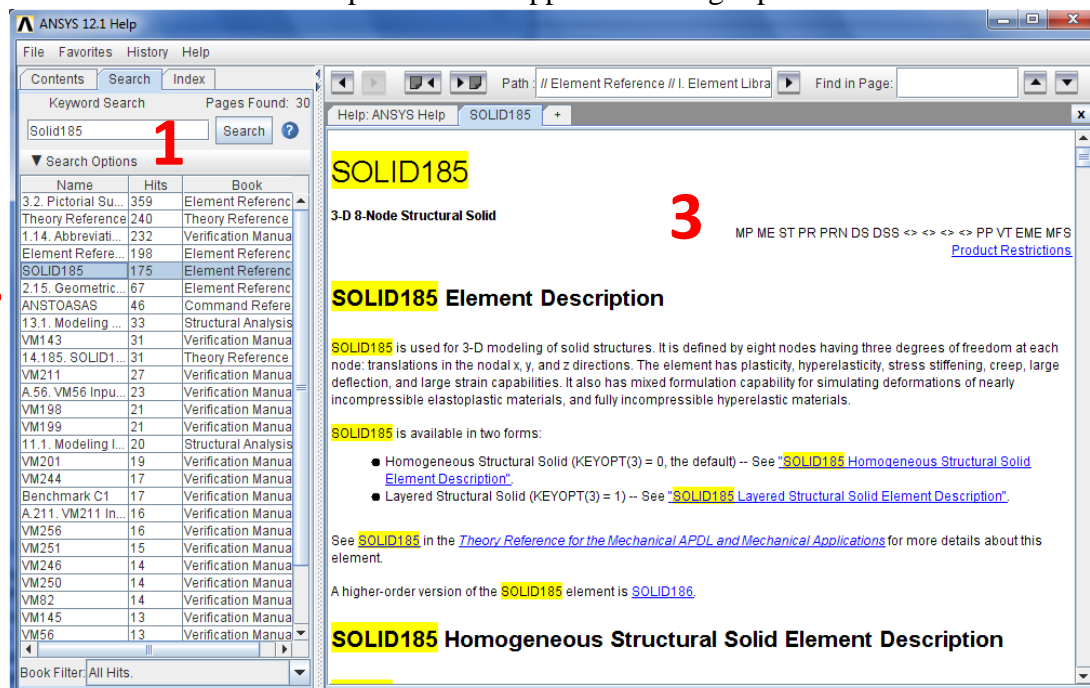 ANSYS 12.1 Help
File Favorites History Help
Contents Search Index
Keyword Search Pages Found: 30
Solid185 Search ?
1
▼ Search Options
Name Hits Book
3.2. Pictorial Su... 359 Element Referenc
Theory Reference 240 Theory Reference
1.14. Abbreviati... 232 Verification Manua
Element Refere... 198 Element Referenc
SOLID185 175 Element Referenc
2.15. Geometric... 67 Element Referenc
ANSTOASAS 46 Command Refere
13.1. Modeling ... 33 Structural Analysis
VM143 31 Verification Manua
14.185. SOLID1... 31 Theory Reference
VM211 27 Verification Manua
A.56. VM56 Inpu... 23 Verification Manua
VM198 21 Verification Manua
VM199 21 Verification Manua
11.1. Modeling I... 20 Structural Analysis
VM201 19 Verification Manua
VM244 17 Verification Manua
Benchmark C1 17 Verification Manua
A.211. VM211 In... 16 Verification Manua
VM256 16 Verification Manua
VM251 15 Verification Manua
VM246 14 Verification Manua
VM250 14 Verification Manua
VM82 14 Verification Manua
VM145 13 Verification Manua
VM56 13 Verification Manua
Book Filter: All Hits.
Path : // Element Reference // I. Element Libra Find in Page:
Help: ANSYS Help SOLID185 + x
SOLID185
3-D 8-Node Structural Solid
3
MP ME ST PR PRN DS DSS <> <> <> <> PP VT EME MFS
Product Restrictions
SOLID185 Element Description
SOLID185 is used for 3-D modeling of solid structures. It is defined by eight nodes having three degrees of freedom at each
node: translations in the nodal x, y, and z directions. The element has plasticity, hyperelasticity, stress stiffening, creep, large
deflection, and large strain capabilities. It also has mixed formulation capability for simulating deformations of nearly
incompressible elastoplastic materials, and fully incompressible hyperelastic materials.
SOLID185 is available in two forms:
● Homogeneous Structural Solid (KEYOPT(3) = 0, the default) -- See "SOLID185 Homogeneous Structural Solid
Element Description".
● Layered Structural Solid (KEYOPT(3) = 1) -- See "SOLID185 Layered Structural Solid Element Description".
See SOLID185 in the Theory Reference for the Mechanical APDL and Mechanical Applications for more details about this
element.
A higher-order version of the SOLID185 element is SOLID186.
SOLID185 Homogeneous Structural Solid Element Description